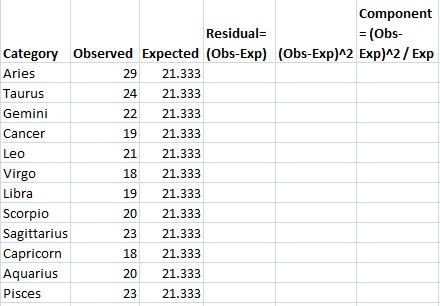 Category Observed Expected Residual= (Obs-Exp) (Obs-Exp)^2 Component = (Obs-Exp)^2 / Exp
Aries 29 21.333
Taurus 24 21.333
Gemini 22 21.333
Cancer 19 21.333
Leo 21 21.333
Virgo 18 21.333
Libra 19 21.333
Scorpio 20 21.333
Sagittarius 23 21.333
Capricorn 18 21.333
Aquarius 20 21.333
Pisces 23 21.333